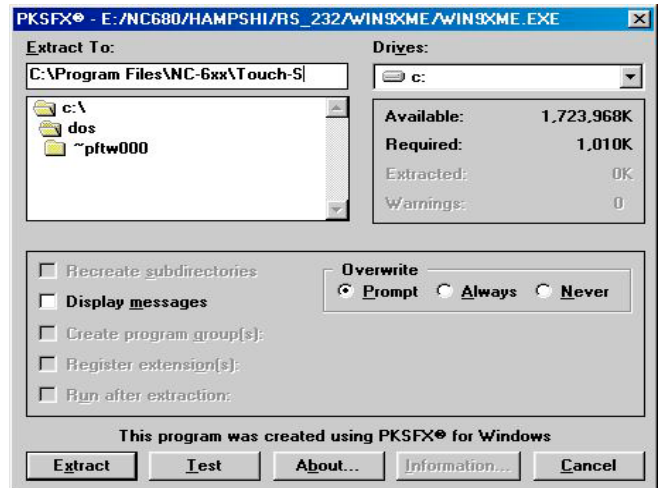 PKSFX® - E:/NC680/HAMPSHI/RS_232/WIN9XME/WIN9XME.EXE
Extract To:
Drives:
C:\Program Files\NC-6xx\Touch-S
c:
c:\
dos
~pftw000
Available: 1,723,968K
Required: 1,010K
Extracted: 0K
Warnings: 0
Recreate subdirectories
Display messages
Create program group(s):
Register extension(s):
Run after extraction:
Overwrite
Prompt Always Never
This program was created using PKSFX® for Windows
Extract Test About... Information... Cancel